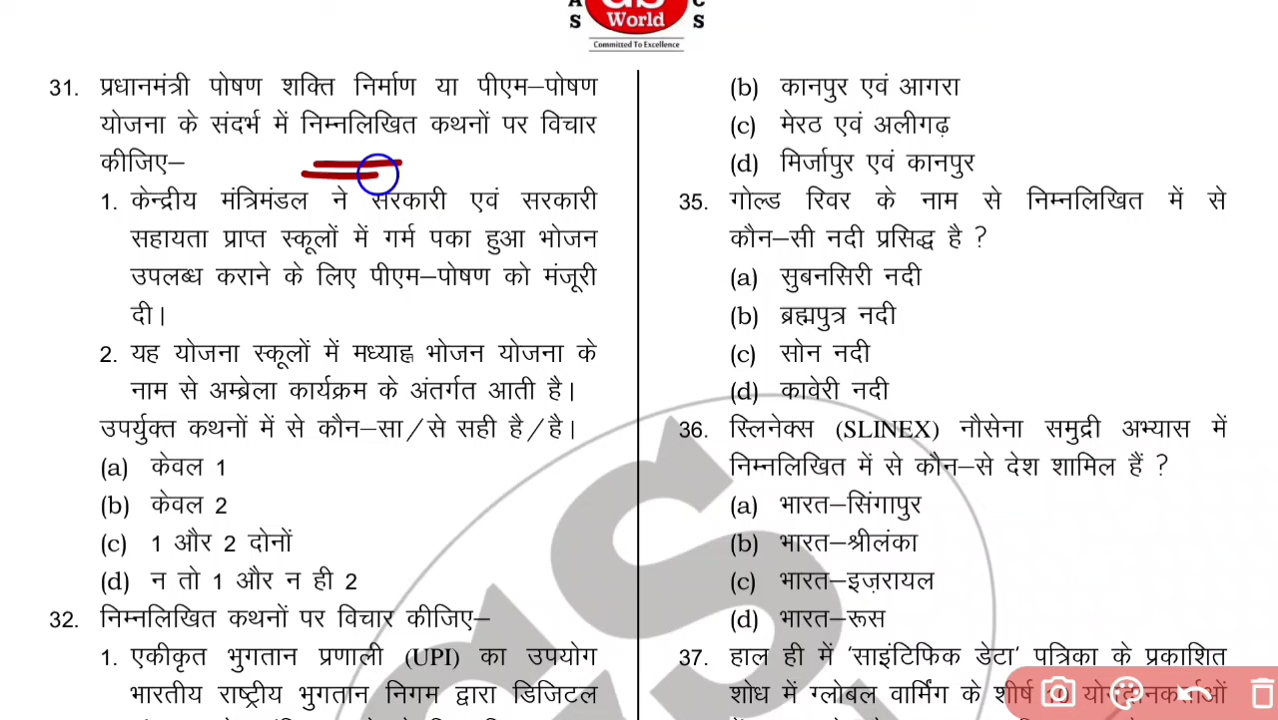 A C
S S
GS
World
Committed To Excellence
31. प्रधानमंत्री पोषण शक्ति निर्माण या पीएम–पोषण
योजना के संदर्भ में निम्नलिखित कथनों पर विचार
कीजिए–
1. केन्द्रीय मंत्रिमंडल ने सरकारी एवं सरकारी
सहायता प्राप्त स्कूलों में गर्म पका हुआ भोजन
उपलब्ध कराने के लिए पीएम–पोषण को मंजूरी
दी।
2. यह योजना स्कूलों में मध्याह्न भोजन योजना के
नाम से अम्ब्रेला कार्यक्रम के अंतर्गत आती है।
उपर्युक्त कथनों में से कौन–सा/से सही है/है।
(a) केवल 1
(b) केवल 2
(c) 1 और 2 दोनों
(d) न तो 1 और न ही 2
32. निम्नलिखित कथनों पर विचार कीजिए–
1. एकीकृत भुगतान प्रणाली (UPI) का उपयोग
भारतीय राष्ट्रीय भुगतान निगम द्वारा डिजिटल
(b) कानपुर एवं आगरा
(c) मेरठ एवं अलीगढ़
(d) मिर्जापुर एवं कानपुर
35. गोल्ड रिवर के नाम से निम्नलिखित में से
कौन–सी नदी प्रसिद्ध है ?
(a) सुबनसिरी नदी
(b) ब्रह्मपुत्र नदी
(c) सोन नदी
(d) कावेरी नदी
36. स्लिनेक्स (SLINEX) नौसेना समुद्री अभ्यास में
निम्नलिखित में से कौन–से देश शामिल हैं ?
(a) भारत–सिंगापुर
(b) भारत–श्रीलंका
(c) भारत–इज़रायल
(d) भारत–रूस
37. हाल ही में 'साइंटिफिक डेटा' पत्रिका के प्रकाशित
शोध में ग्लोबल वार्मिंग के शीर्ष 10 योगदानकर्ताओं